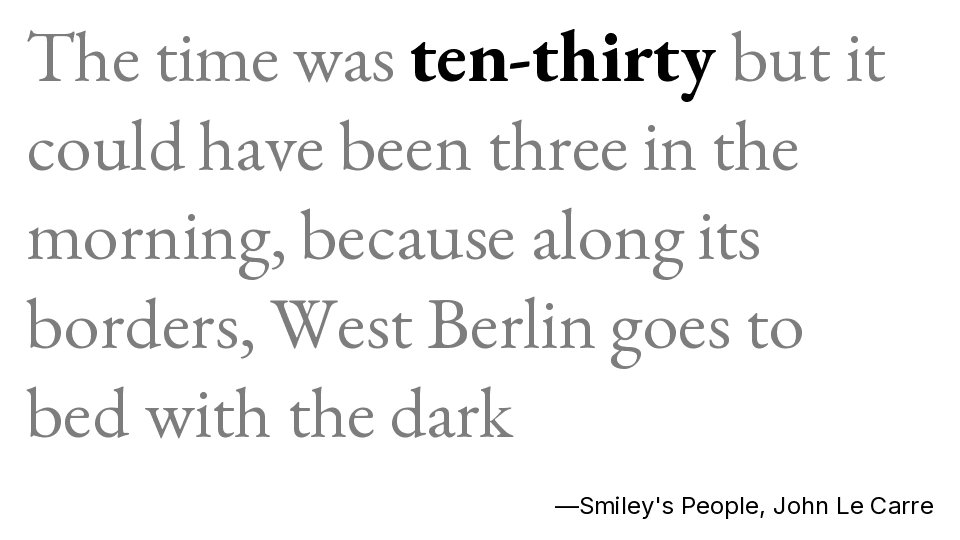 The time was ten-thirty but it
could have been three in the
morning, because along its
borders, West Berlin goes to
bed with the dark
—Smiley's People, John Le Carre